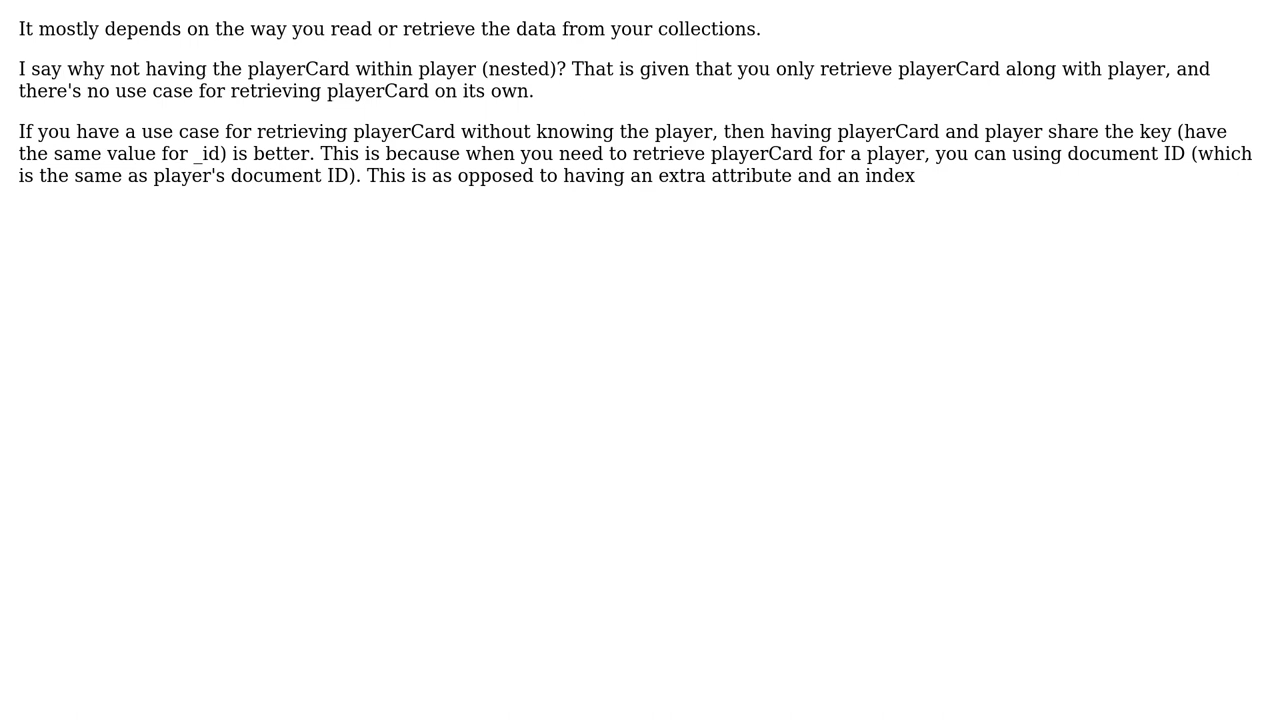 It mostly depends on the way you read or retrieve the data from your collections.
I say why not having the playerCard within player (nested)? That is given that you only retrieve playerCard along with player, and
there's no use case for retrieving playerCard on its own.
If you have a use case for retrieving playerCard without knowing the player, then having playerCard and player share the key (have
the same value for _id) is better. This is because when you need to retrieve playerCard for a player, you can using document ID (which
is the same as player's document ID). This is as opposed to having an extra attribute and an index